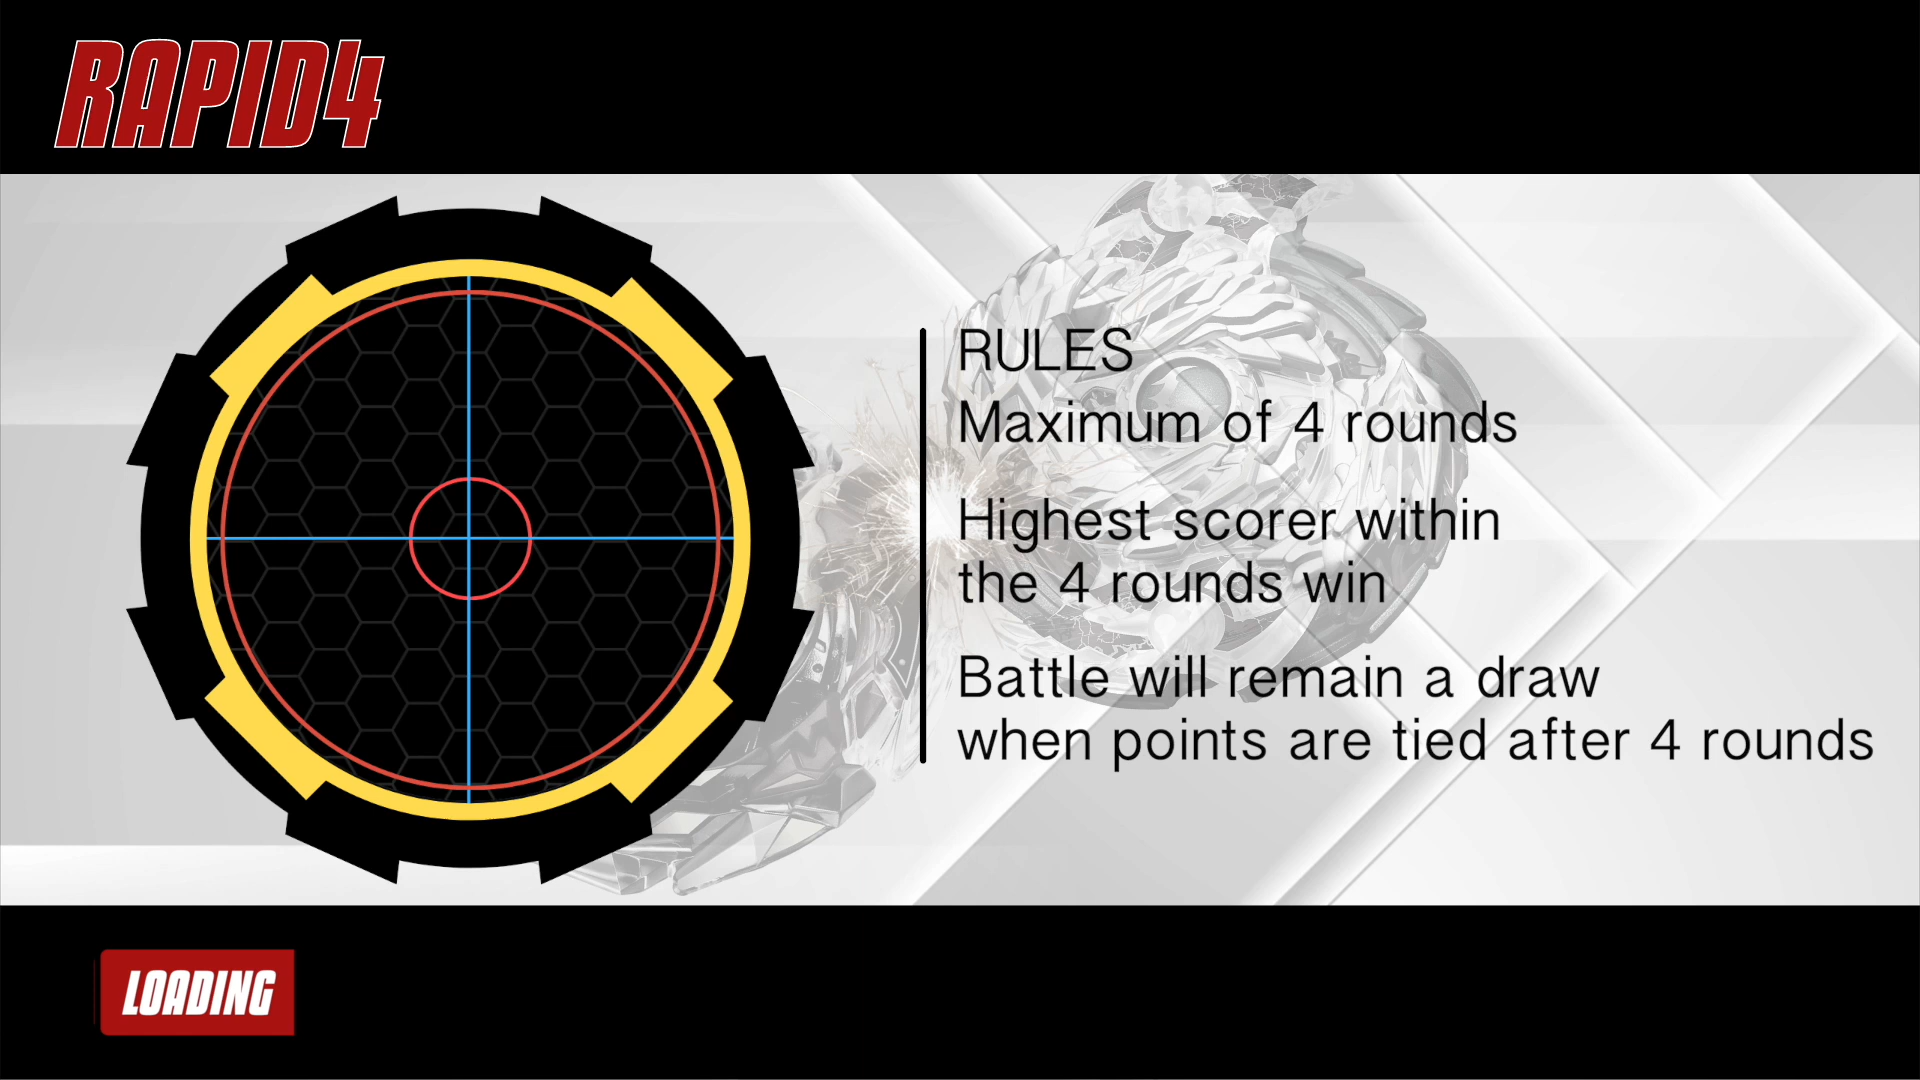 RAPID4
RULES
Maximum of 4 rounds
Highest scorer within
the 4 rounds win
Battle will remain a draw
when points are tied after 4 rounds
LOADING